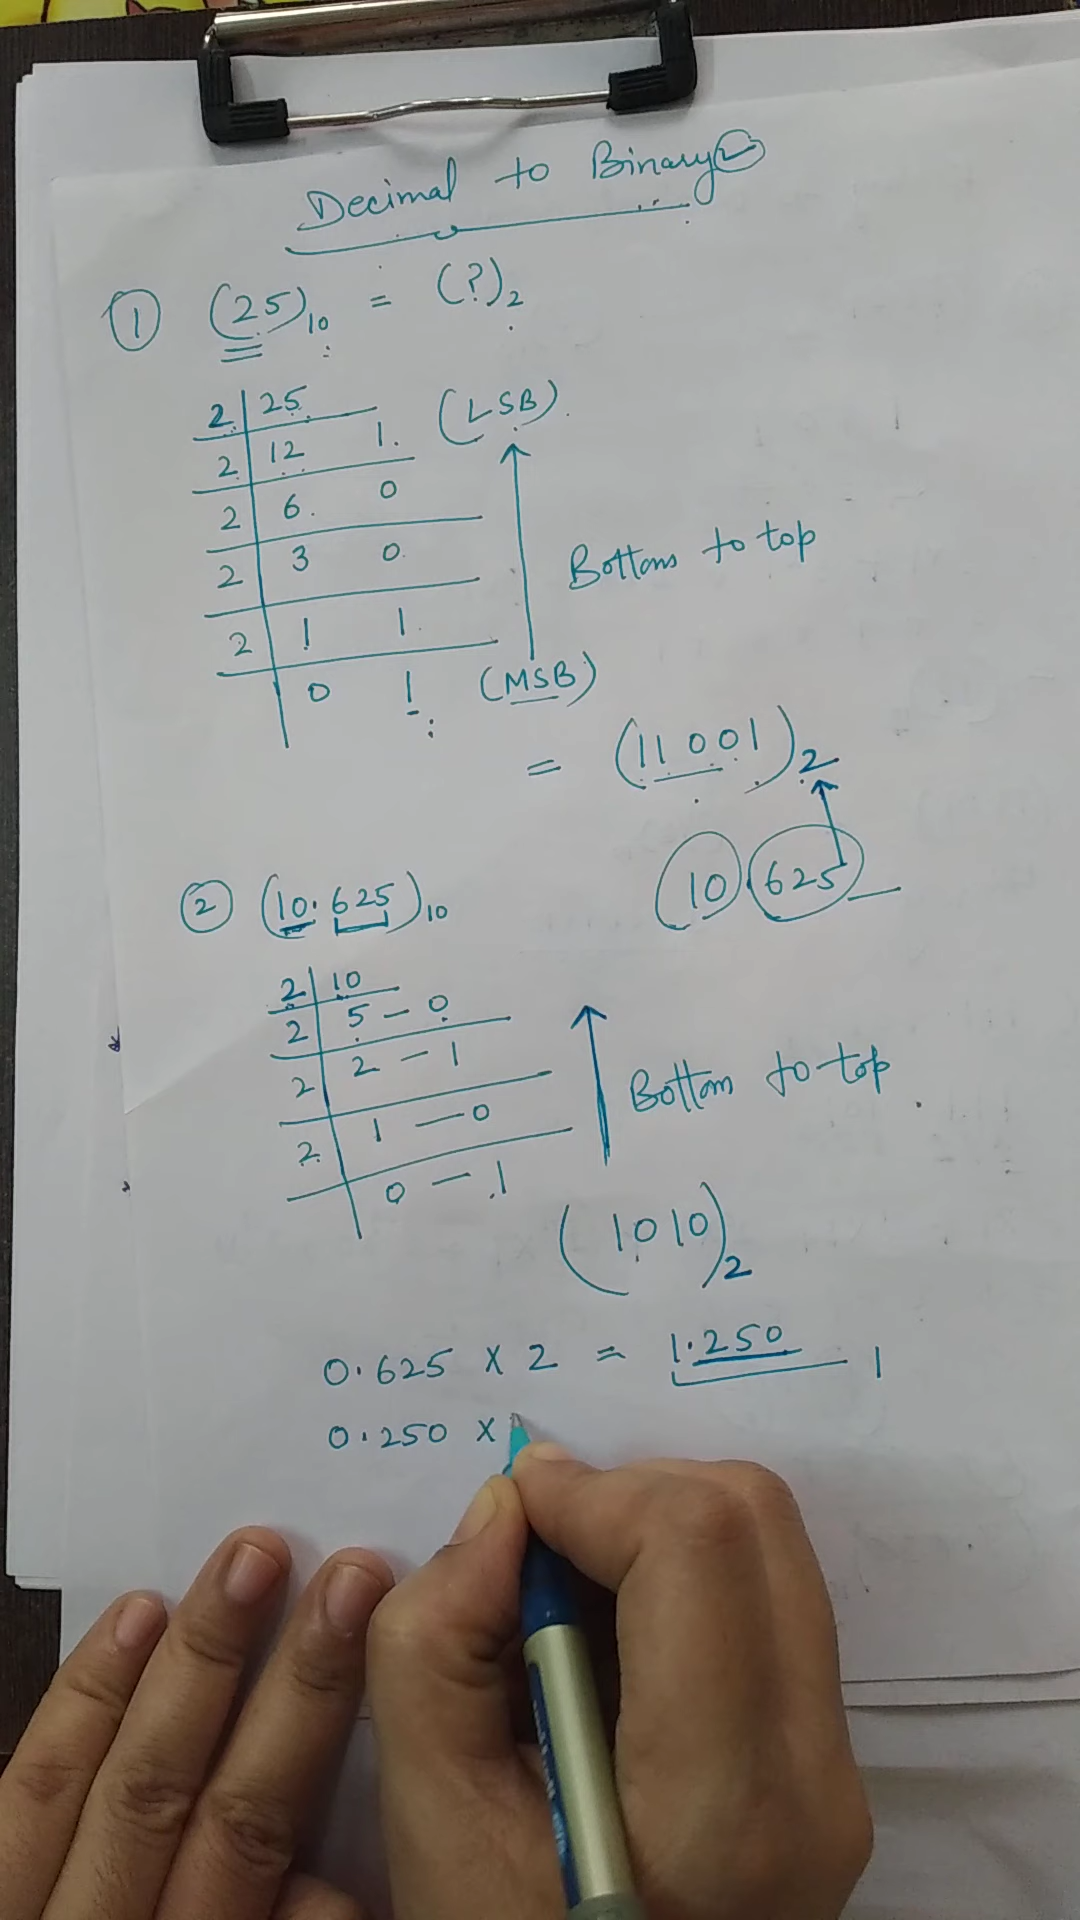 Decimal to Binary
① (25)10 = (?)2
2 | 25
2 | 12 1 (LSB)
2 | 6 0
2 | 3 0
2 | 1 1
0 1 (MSB)
Bottom to top
= (11001)2
10.625
② (10.625)10
2 | 10
2 | 5 - 0
2 | 2 - 1
2 | 1 - 0
0 - 1
Bottom to top
(1010)2
0.625 x 2 = 1.250 1
0.250 x